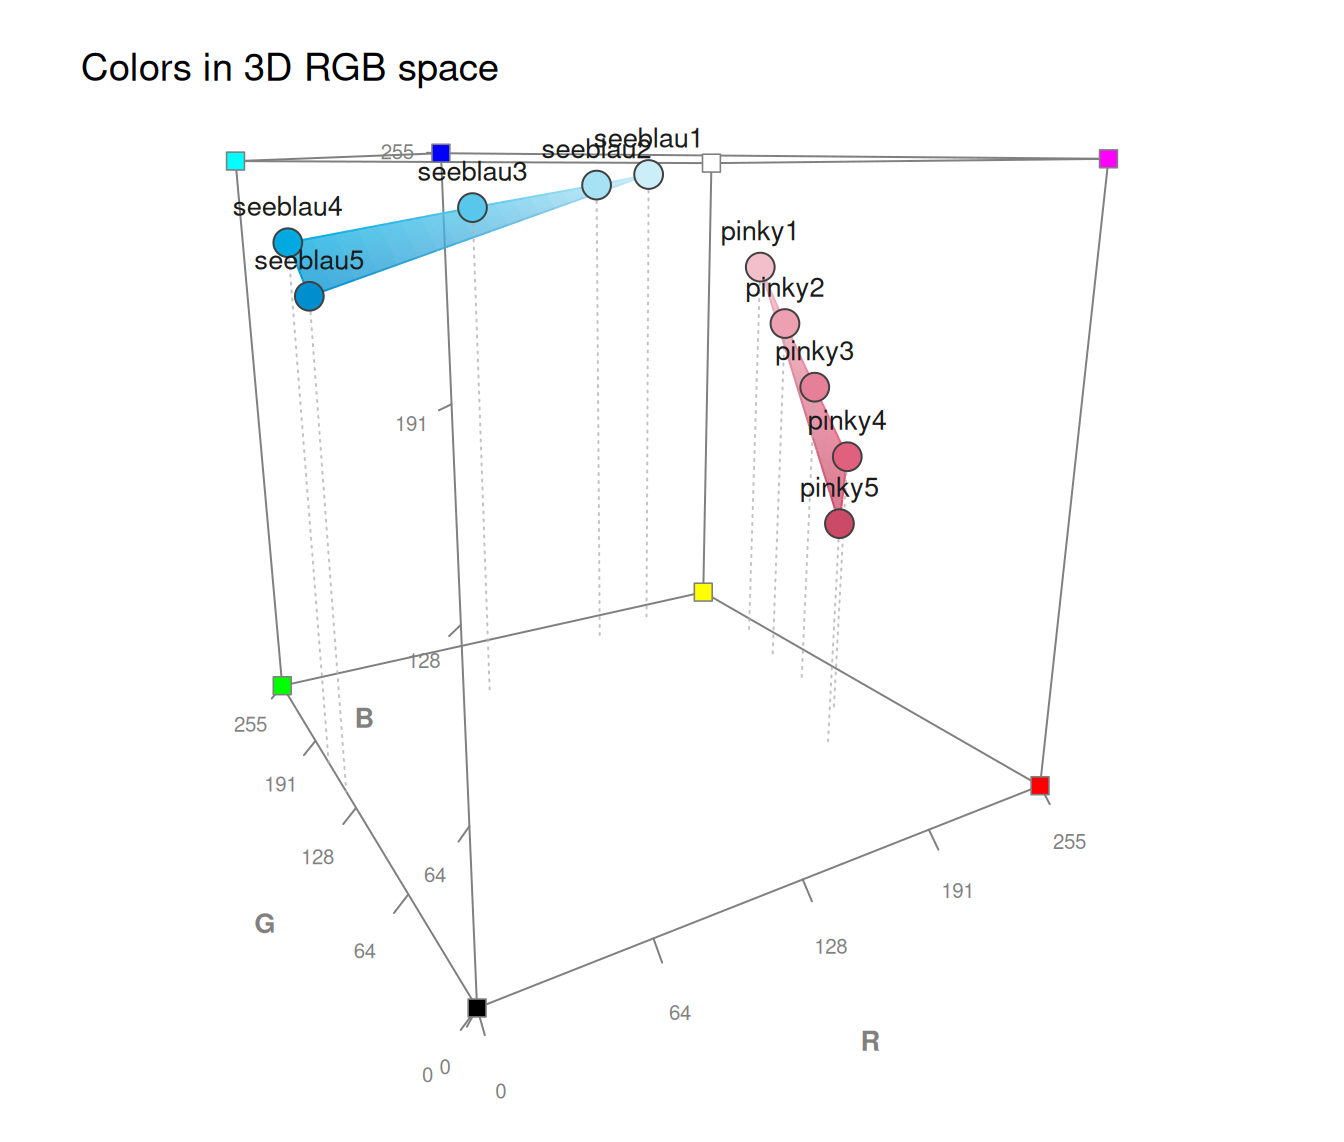 Colors in 3D RGB space
seeblau1
seeblau2
255
seeblau3
seeblau4
pinky1
seeblau5
pinky2
pinky3
pinky4
191
pinky5
128
B
255
191
128
64
G
64
255
191
128
64
R
0
0
0